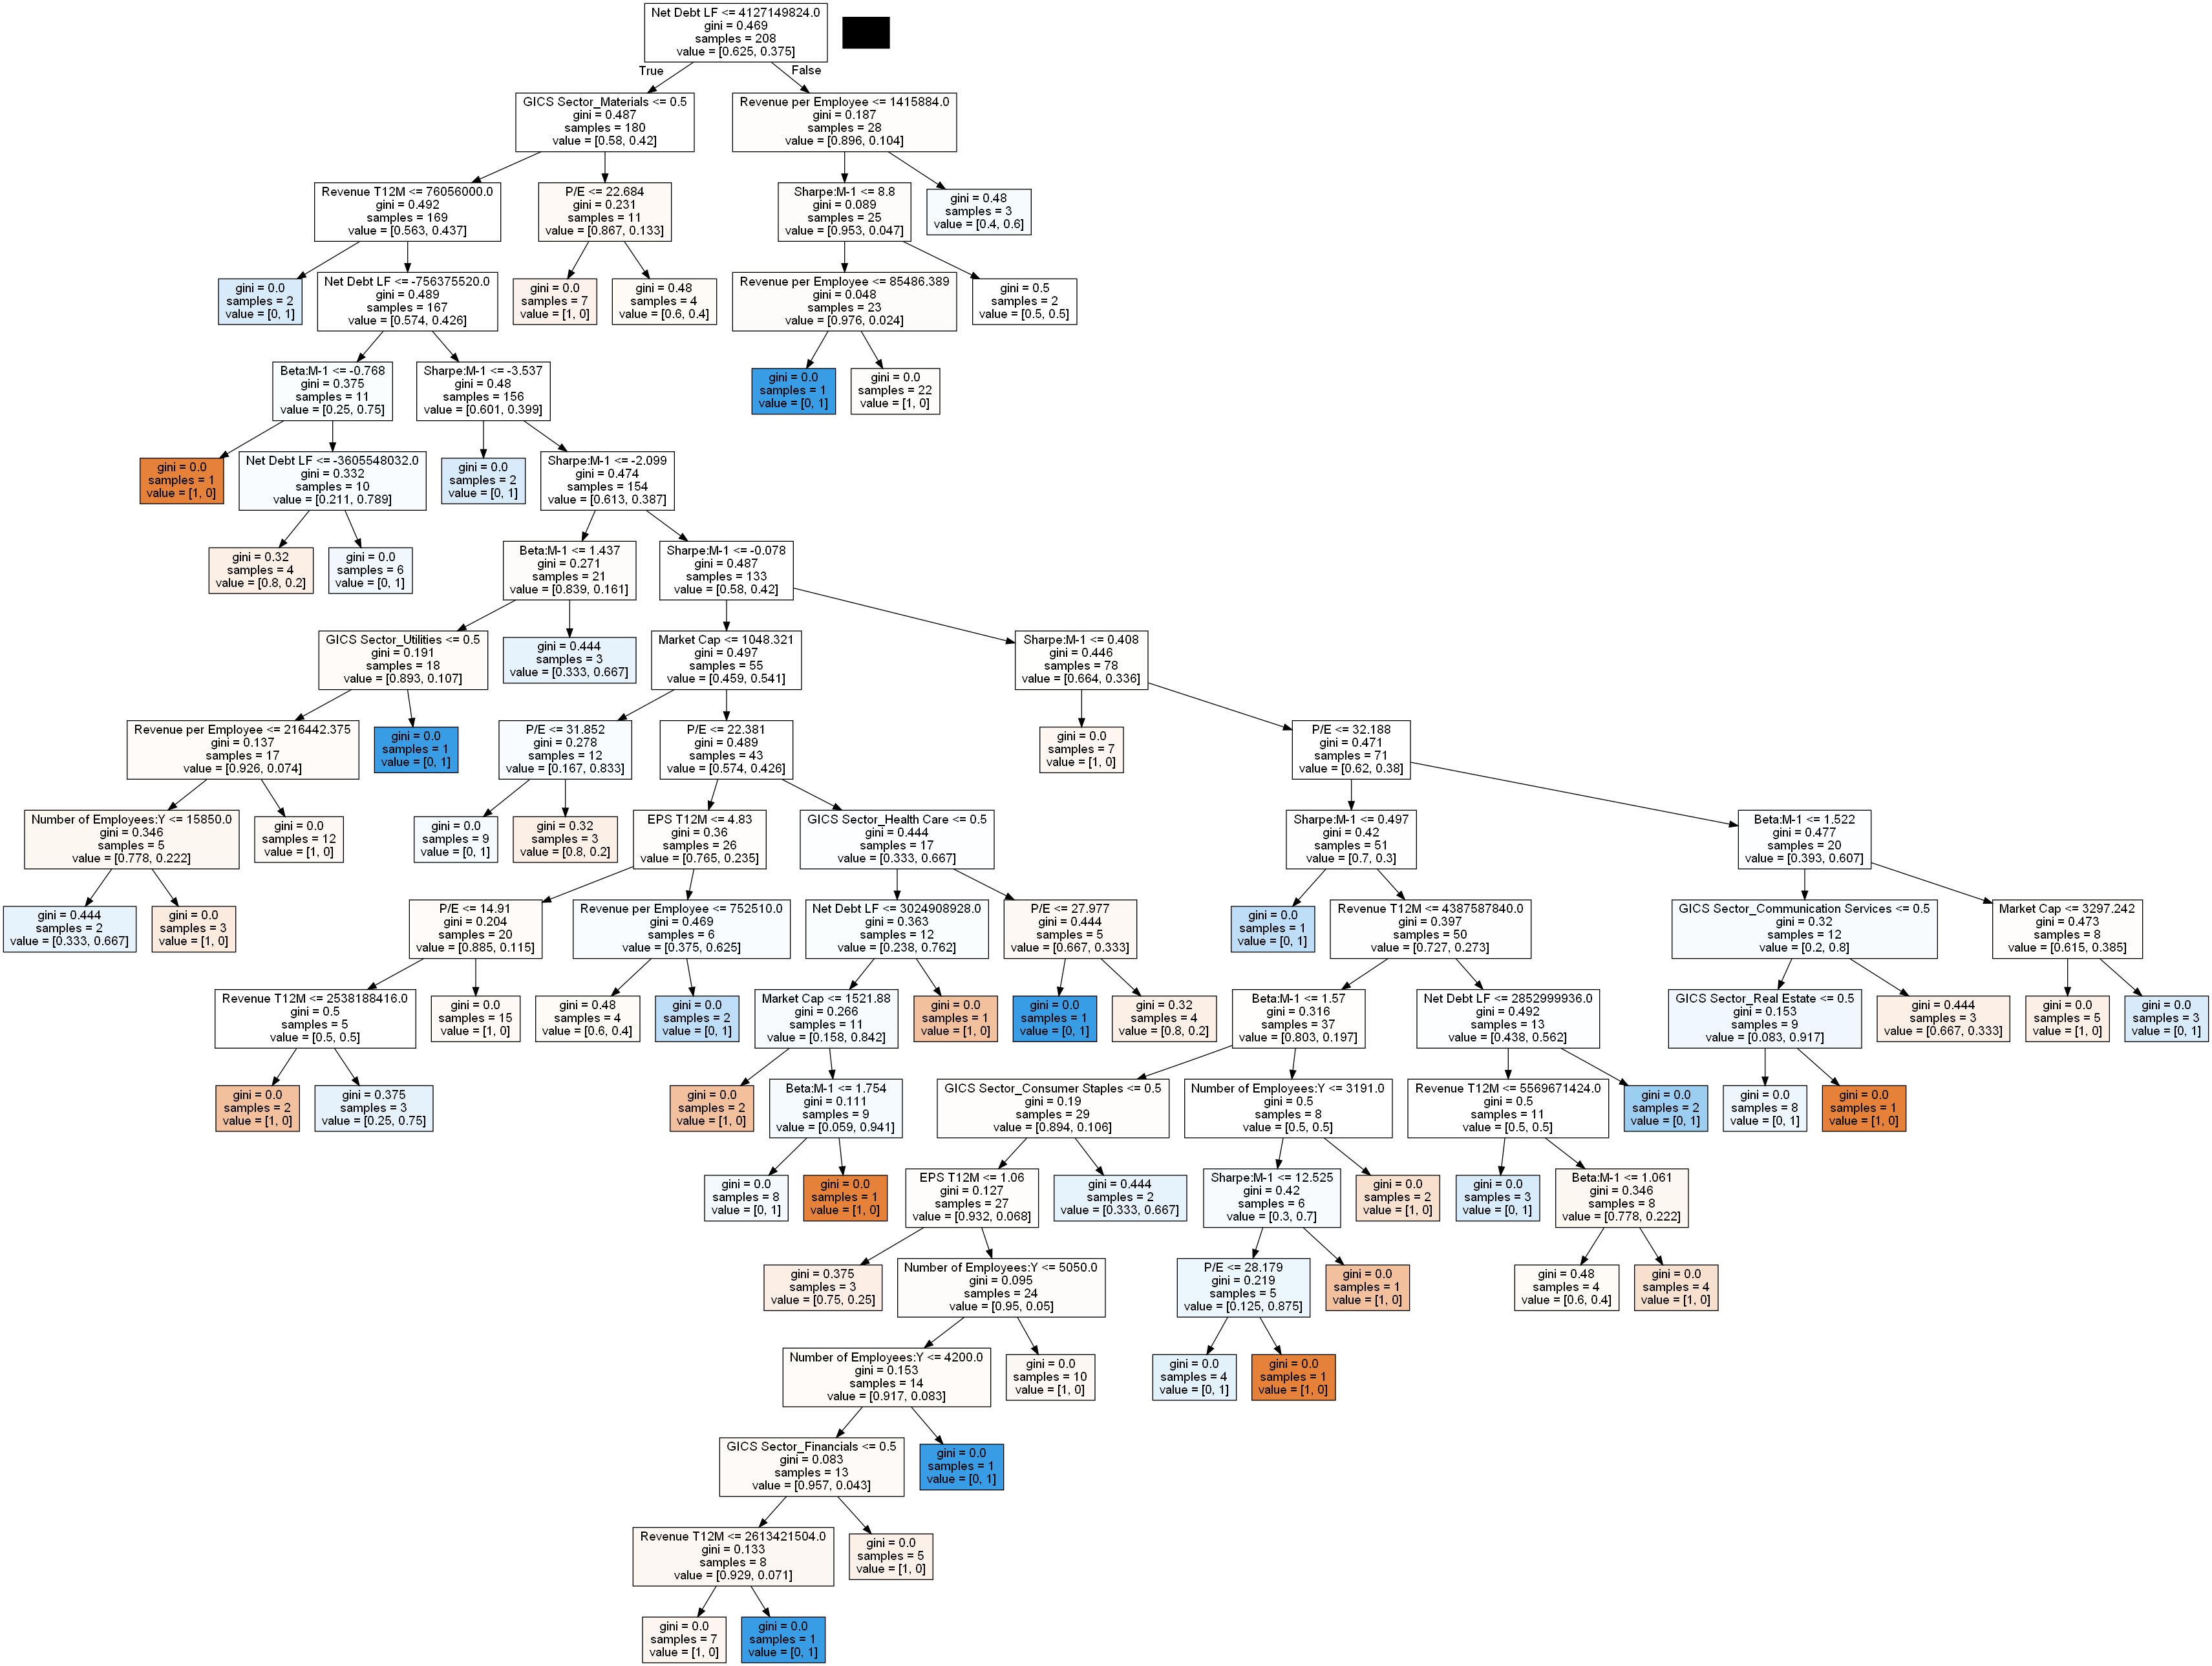 Net Debt LF <= 4127149824.0
gini = 0.469
samples = 208
value = [0.625, 0.375]
True
False
GICS Sector_Materials <= 0.5
gini = 0.487
samples = 180
value = [0.58, 0.42]
Revenue per Employee <= 1415884.0
gini = 0.187
samples = 28
value = [0.896, 0.104]
Revenue T12M <= 76056000.0
gini = 0.492
samples = 169
value = [0.563, 0.437]
P/E <= 22.684
gini = 0.231
samples = 11
value = [0.867, 0.133]
Sharpe:M-1 <= 8.8
gini = 0.089
samples = 25
value = [0.953, 0.047]
gini = 0.48
samples = 3
value = [0.4, 0.6]
gini = 0.0
samples = 2
value = [0, 1]
Net Debt LF <= -756375520.0
gini = 0.489
samples = 167
value = [0.574, 0.426]
gini = 0.0
samples = 7
value = [1, 0]
gini = 0.48
samples = 4
value = [0.6, 0.4]
Revenue per Employee <= 85486.389
gini = 0.048
samples = 23
value = [0.976, 0.024]
gini = 0.5
samples = 2
value = [0.5, 0.5]
Beta:M-1 <= -0.768
gini = 0.375
samples = 11
value = [0.25, 0.75]
Sharpe:M-1 <= -3.537
gini = 0.48
samples = 156
value = [0.601, 0.399]
gini = 0.0
samples = 1
value = [0, 1]
gini = 0.0
samples = 22
value = [1, 0]
gini = 0.0
samples = 1
value = [1, 0]
Net Debt LF <= -3605548032.0
gini = 0.332
samples = 10
value = [0.211, 0.789]
gini = 0.0
samples = 2
value = [0, 1]
Sharpe:M-1 <= -2.099
gini = 0.474
samples = 154
value = [0.613, 0.387]
gini = 0.32
samples = 4
value = [0.8, 0.2]
gini = 0.0
samples = 6
value = [0, 1]
Beta:M-1 <= 1.437
gini = 0.271
samples = 21
value = [0.839, 0.161]
Sharpe:M-1 <= -0.078
gini = 0.487
samples = 133
value = [0.58, 0.42]
GICS Sector_Utilities <= 0.5
gini = 0.191
samples = 18
value = [0.893, 0.107]
gini = 0.444
samples = 3
value = [0.333, 0.667]
Market Cap <= 1048.321
gini = 0.497
samples = 55
value = [0.459, 0.541]
Sharpe:M-1 <= 0.408
gini = 0.446
samples = 78
value = [0.664, 0.336]
Revenue per Employee <= 216442.375
gini = 0.137
samples = 17
value = [0.926, 0.074]
gini = 0.0
samples = 1
value = [0, 1]
P/E <= 31.852
gini = 0.278
samples = 12
value = [0.167, 0.833]
P/E <= 22.381
gini = 0.489
samples = 43
value = [0.574, 0.426]
gini = 0.0
samples = 7
value = [1, 0]
P/E <= 32.188
gini = 0.471
samples = 71
value = [0.62, 0.38]
Number of Employees:Y <= 15850.0
gini = 0.346
samples = 5
value = [0.778, 0.222]
gini = 0.0
samples = 12
value = [1, 0]
gini = 0.0
samples = 9
value = [0, 1]
gini = 0.32
samples = 3
value = [0.8, 0.2]
EPS T12M <= 4.83
gini = 0.36
samples = 26
value = [0.765, 0.235]
GICS Sector_Health Care <= 0.5
gini = 0.444
samples = 17
value = [0.333, 0.667]
Sharpe:M-1 <= 0.497
gini = 0.42
samples = 51
value = [0.7, 0.3]
Beta:M-1 <= 1.522
gini = 0.477
samples = 20
value = [0.393, 0.607]
gini = 0.444
samples = 2
value = [0.333, 0.667]
gini = 0.0
samples = 3
value = [1, 0]
P/E <= 14.91
gini = 0.204
samples = 20
value = [0.885, 0.115]
Revenue per Employee <= 752510.0
gini = 0.469
samples = 6
value = [0.375, 0.625]
Net Debt LF <= 3024908928.0
gini = 0.363
samples = 12
value = [0.238, 0.762]
P/E <= 27.977
gini = 0.444
samples = 5
value = [0.667, 0.333]
gini = 0.0
samples = 1
value = [0, 1]
Revenue T12M <= 4387587840.0
gini = 0.397
samples = 50
value = [0.727, 0.273]
GICS Sector_Communication Services <= 0.5
gini = 0.32
samples = 12
value = [0.2, 0.8]
Market Cap <= 3297.242
gini = 0.473
samples = 8
value = [0.615, 0.385]
Revenue T12M <= 2538188416.0
gini = 0.5
samples = 5
value = [0.5, 0.5]
gini = 0.0
samples = 15
value = [1, 0]
gini = 0.48
samples = 4
value = [0.6, 0.4]
gini = 0.0
samples = 2
value = [0, 1]
Market Cap <= 1521.88
gini = 0.266
samples = 11
value = [0.158, 0.842]
gini = 0.0
samples = 1
value = [1, 0]
gini = 0.0
samples = 1
value = [0, 1]
gini = 0.32
samples = 4
value = [0.8, 0.2]
Beta:M-1 <= 1.57
gini = 0.316
samples = 37
value = [0.803, 0.197]
Net Debt LF <= 2852999936.0
gini = 0.492
samples = 13
value = [0.438, 0.562]
GICS Sector_Real Estate <= 0.5
gini = 0.153
samples = 9
value = [0.083, 0.917]
gini = 0.444
samples = 3
value = [0.667, 0.333]
gini = 0.0
samples = 5
value = [1, 0]
gini = 0.0
samples = 3
value = [0, 1]
gini = 0.0
samples = 2
value = [1, 0]
gini = 0.375
samples = 3
value = [0.25, 0.75]
gini = 0.0
samples = 2
value = [1, 0]
Beta:M-1 <= 1.754
gini = 0.111
samples = 9
value = [0.059, 0.941]
GICS Sector_Consumer Staples <= 0.5
gini = 0.19
samples = 29
value = [0.894, 0.106]
Number of Employees:Y <= 3191.0
gini = 0.5
samples = 8
value = [0.5, 0.5]
Revenue T12M <= 5569671424.0
gini = 0.5
samples = 11
value = [0.5, 0.5]
gini = 0.0
samples = 2
value = [0, 1]
gini = 0.0
samples = 8
value = [0, 1]
gini = 0.0
samples = 1
value = [1, 0]
gini = 0.0
samples = 8
value = [0, 1]
gini = 0.0
samples = 1
value = [1, 0]
EPS T12M <= 1.06
gini = 0.127
samples = 27
value = [0.932, 0.068]
gini = 0.444
samples = 2
value = [0.333, 0.667]
Sharpe:M-1 <= 12.525
gini = 0.42
samples = 6
value = [0.3, 0.7]
gini = 0.0
samples = 2
value = [1, 0]
gini = 0.0
samples = 3
value = [0, 1]
Beta:M-1 <= 1.061
gini = 0.346
samples = 8
value = [0.778, 0.222]
gini = 0.375
samples = 3
value = [0.75, 0.25]
Number of Employees:Y <= 5050.0
gini = 0.095
samples = 24
value = [0.95, 0.05]
P/E <= 28.179
gini = 0.219
samples = 5
value = [0.125, 0.875]
gini = 0.0
samples = 1
value = [1, 0]
gini = 0.48
samples = 4
value = [0.6, 0.4]
gini = 0.0
samples = 4
value = [1, 0]
Number of Employees:Y <= 4200.0
gini = 0.153
samples = 14
value = [0.917, 0.083]
gini = 0.0
samples = 10
value = [1, 0]
gini = 0.0
samples = 4
value = [0, 1]
gini = 0.0
samples = 1
value = [1, 0]
GICS Sector_Financials <= 0.5
gini = 0.083
samples = 13
value = [0.957, 0.043]
gini = 0.0
samples = 1
value = [0, 1]
Revenue T12M <= 2613421504.0
gini = 0.133
samples = 8
value = [0.929, 0.071]
gini = 0.0
samples = 5
value = [1, 0]
gini = 0.0
samples = 7
value = [1, 0]
gini = 0.0
samples = 1
value = [0, 1]